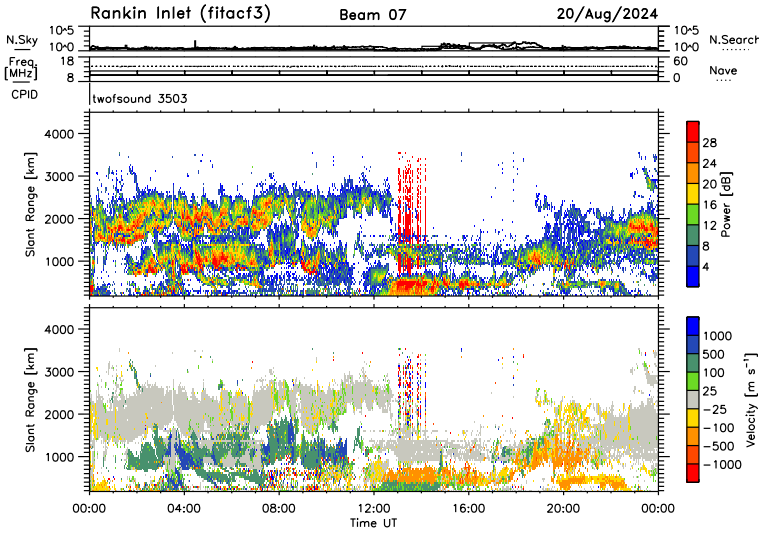 Rankin Inlet (fitacf3) Beam 07 20/Aug/2024
N.Sky 10^5 10^0 10^5 10^0 N.Search
Freq. [MHz] 18 8 60 0 Nave
CPID twofsound 3503
Slant Range [km] 4000 3000 2000 1000
Power [dB] 28 24 20 16 12 8 4
Slant Range [km] 4000 3000 2000 1000
Velocity [m s^-1] 1000 500 100 25 -25 -100 -500 -1000
00:00 04:00 08:00 12:00 16:00 20:00 00:00
Time UT